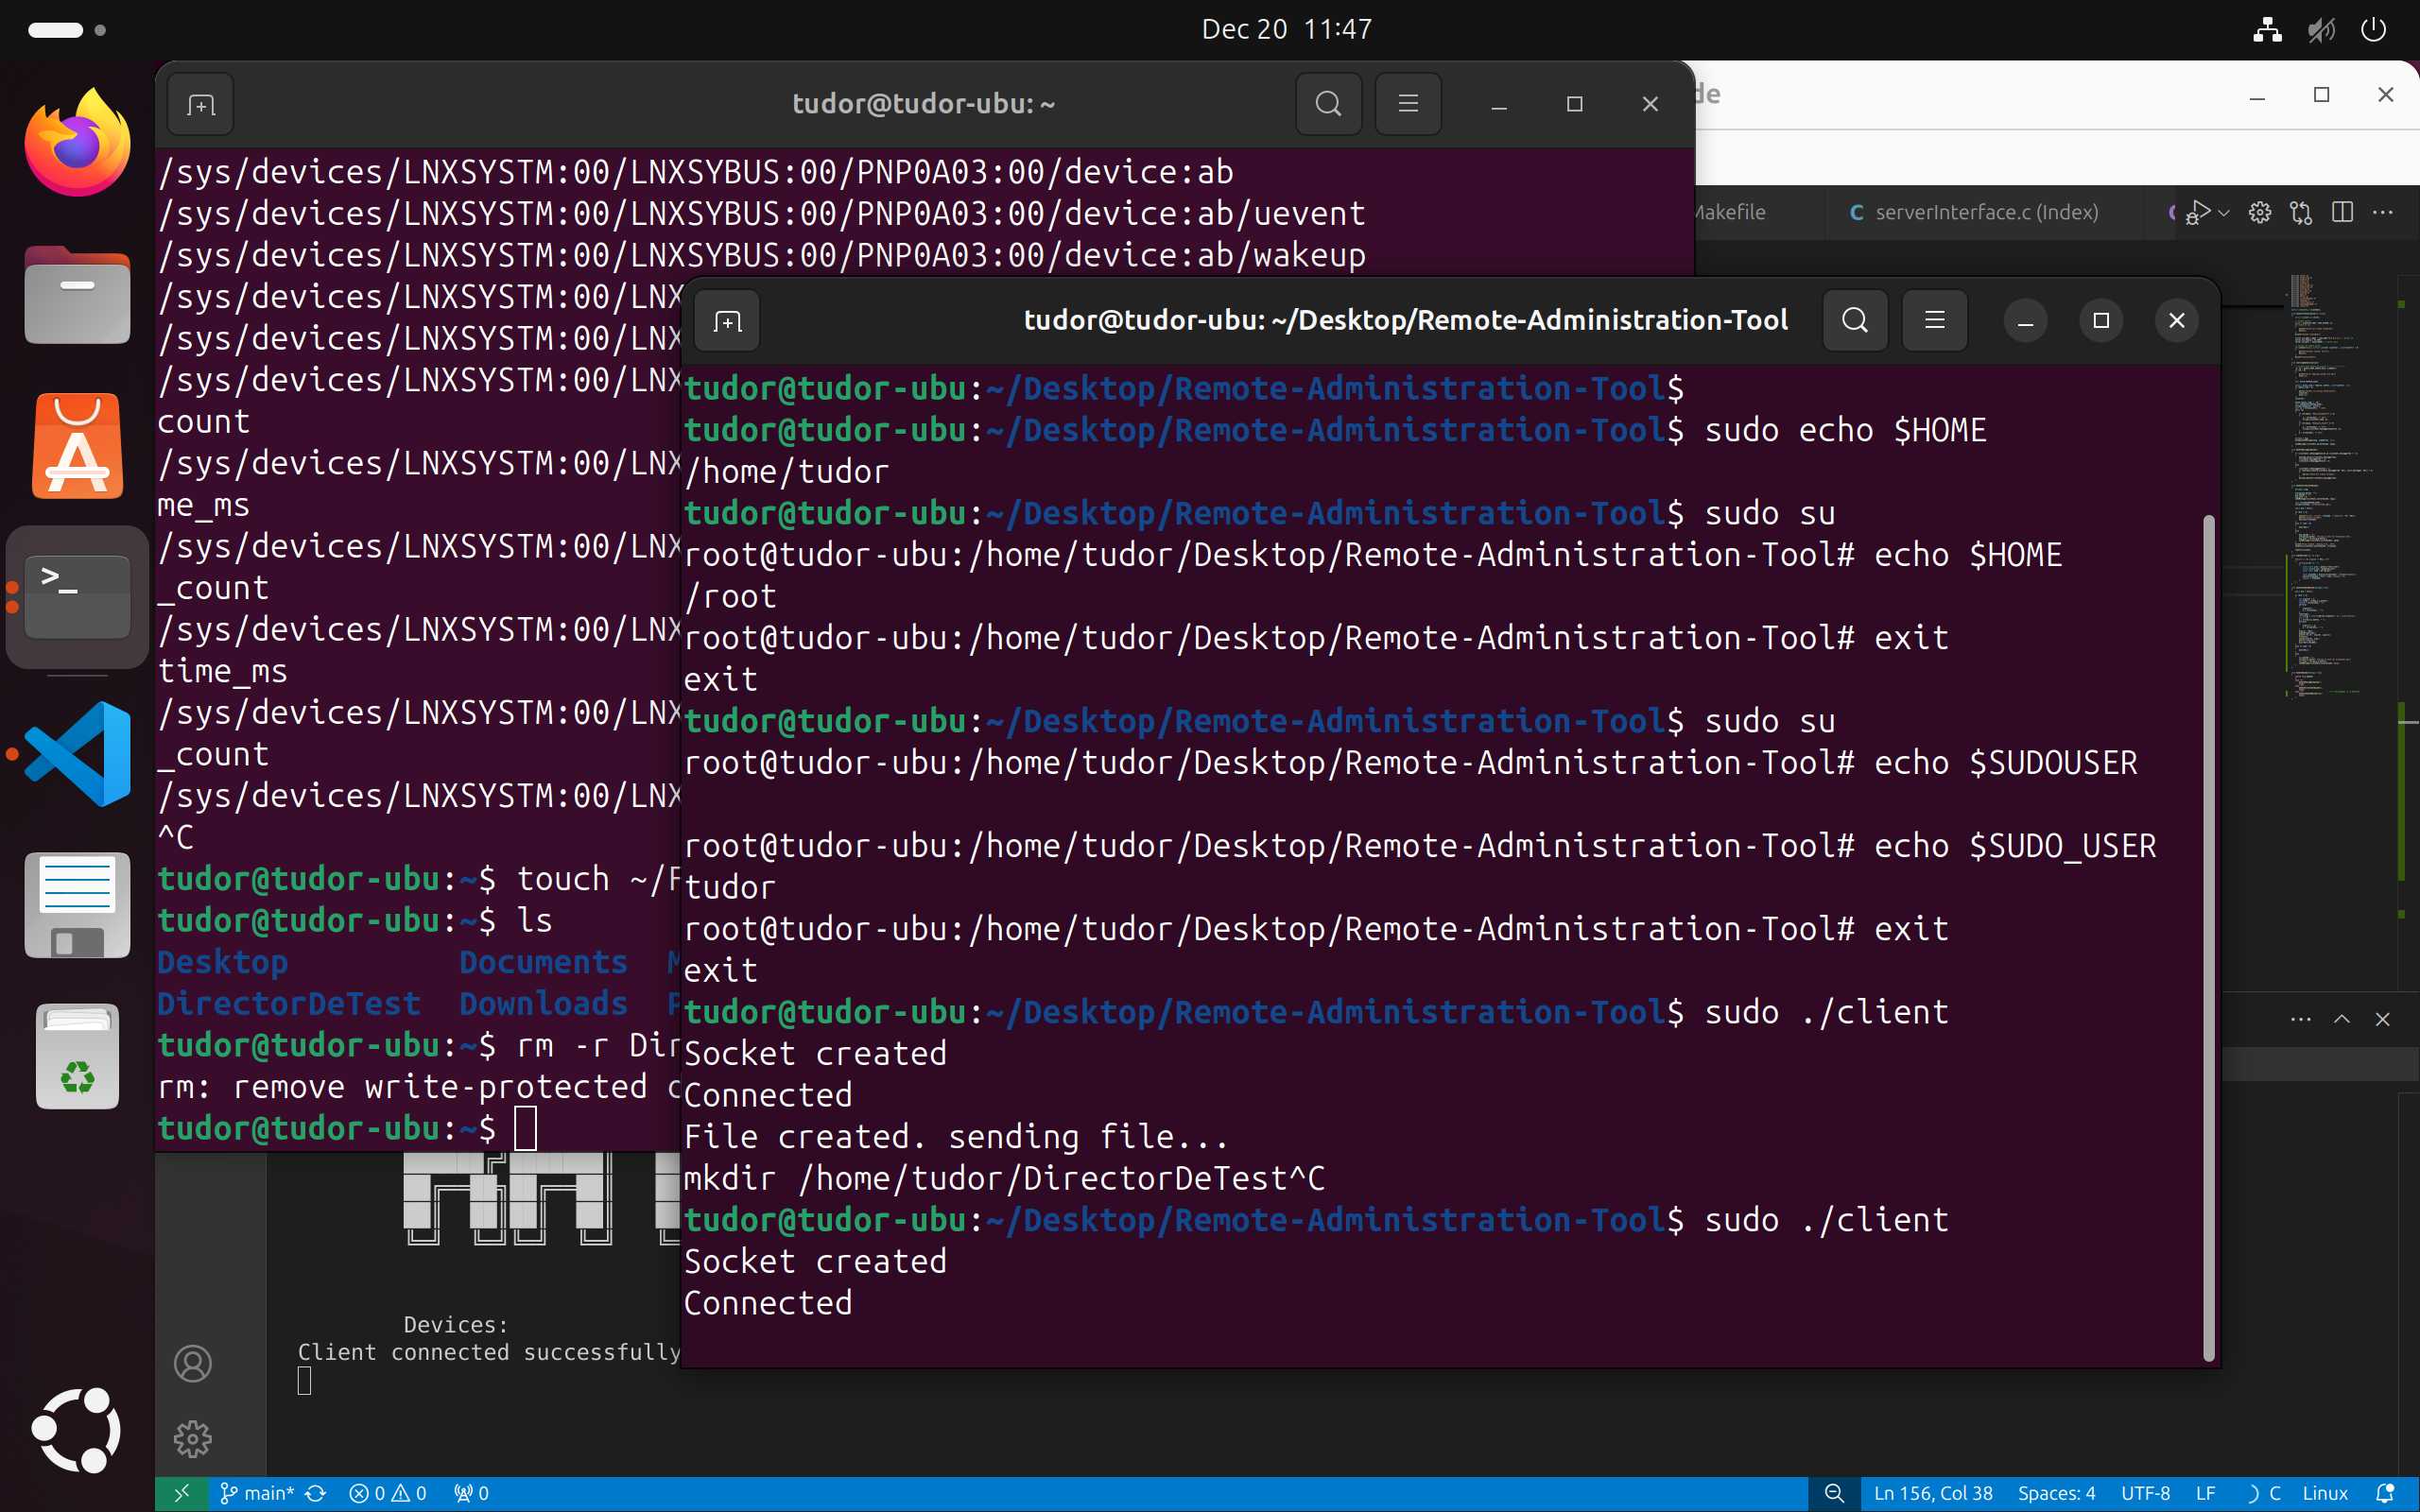 Dec 20 11:47
tudor@tudor-ubu: ~
/sys/devices/LNXSYSTM:00/LNXSYBUS:00/PNP0A03:00/device:ab
/sys/devices/LNXSYSTM:00/LNXSYBUS:00/PNP0A03:00/device:ab/uevent
/sys/devices/LNXSYSTM:00/LNXSYBUS:00/PNP0A03:00/device:ab/wakeup
/sys/devices/LNXSYSTM:00/LNX
/sys/devices/LNXSYSTM:00/LNX
/sys/devices/LNXSYSTM:00/LNX
count
/sys/devices/LNXSYSTM:00/LNX
me_ms
/sys/devices/LNXSYSTM:00/LNX
_count
/sys/devices/LNXSYSTM:00/LNX
time_ms
/sys/devices/LNXSYSTM:00/LNX
_count
/sys/devices/LNXSYSTM:00/LNX
^C
tudor@tudor-ubu:~$ touch ~/F
tudor@tudor-ubu:~$ ls
Desktop Documents
DirectorDeTest Downloads
tudor@tudor-ubu:~$ rm -r Dir
rm: remove write-protected
tudor@tudor-ubu:~$
tudor@tudor-ubu: ~/Desktop/Remote-Administration-Tool
tudor@tudor-ubu:~/Desktop/Remote-Administration-Tool$
tudor@tudor-ubu:~/Desktop/Remote-Administration-Tool$ sudo echo $HOME
/home/tudor
tudor@tudor-ubu:~/Desktop/Remote-Administration-Tool$ sudo su
root@tudor-ubu:/home/tudor/Desktop/Remote-Administration-Tool# echo $HOME
/root
root@tudor-ubu:/home/tudor/Desktop/Remote-Administration-Tool# exit
exit
tudor@tudor-ubu:~/Desktop/Remote-Administration-Tool$ sudo su
root@tudor-ubu:/home/tudor/Desktop/Remote-Administration-Tool# echo $SUDOUSER
root@tudor-ubu:/home/tudor/Desktop/Remote-Administration-Tool# echo $SUDO_USER
tudor
root@tudor-ubu:/home/tudor/Desktop/Remote-Administration-Tool# exit
exit
tudor@tudor-ubu:~/Desktop/Remote-Administration-Tool$ sudo ./client
Socket created
Connected
File created. sending file...
mkdir /home/tudor/DirectorDeTest^C
tudor@tudor-ubu:~/Desktop/Remote-Administration-Tool$ sudo ./client
Socket created
Connected
de
Makefile
C serverInterface.c (Index)
Devices:
Client connected successfully
main* 0 0 0
Ln 156, Col 38 Spaces: 4 UTF-8 LF C Linux